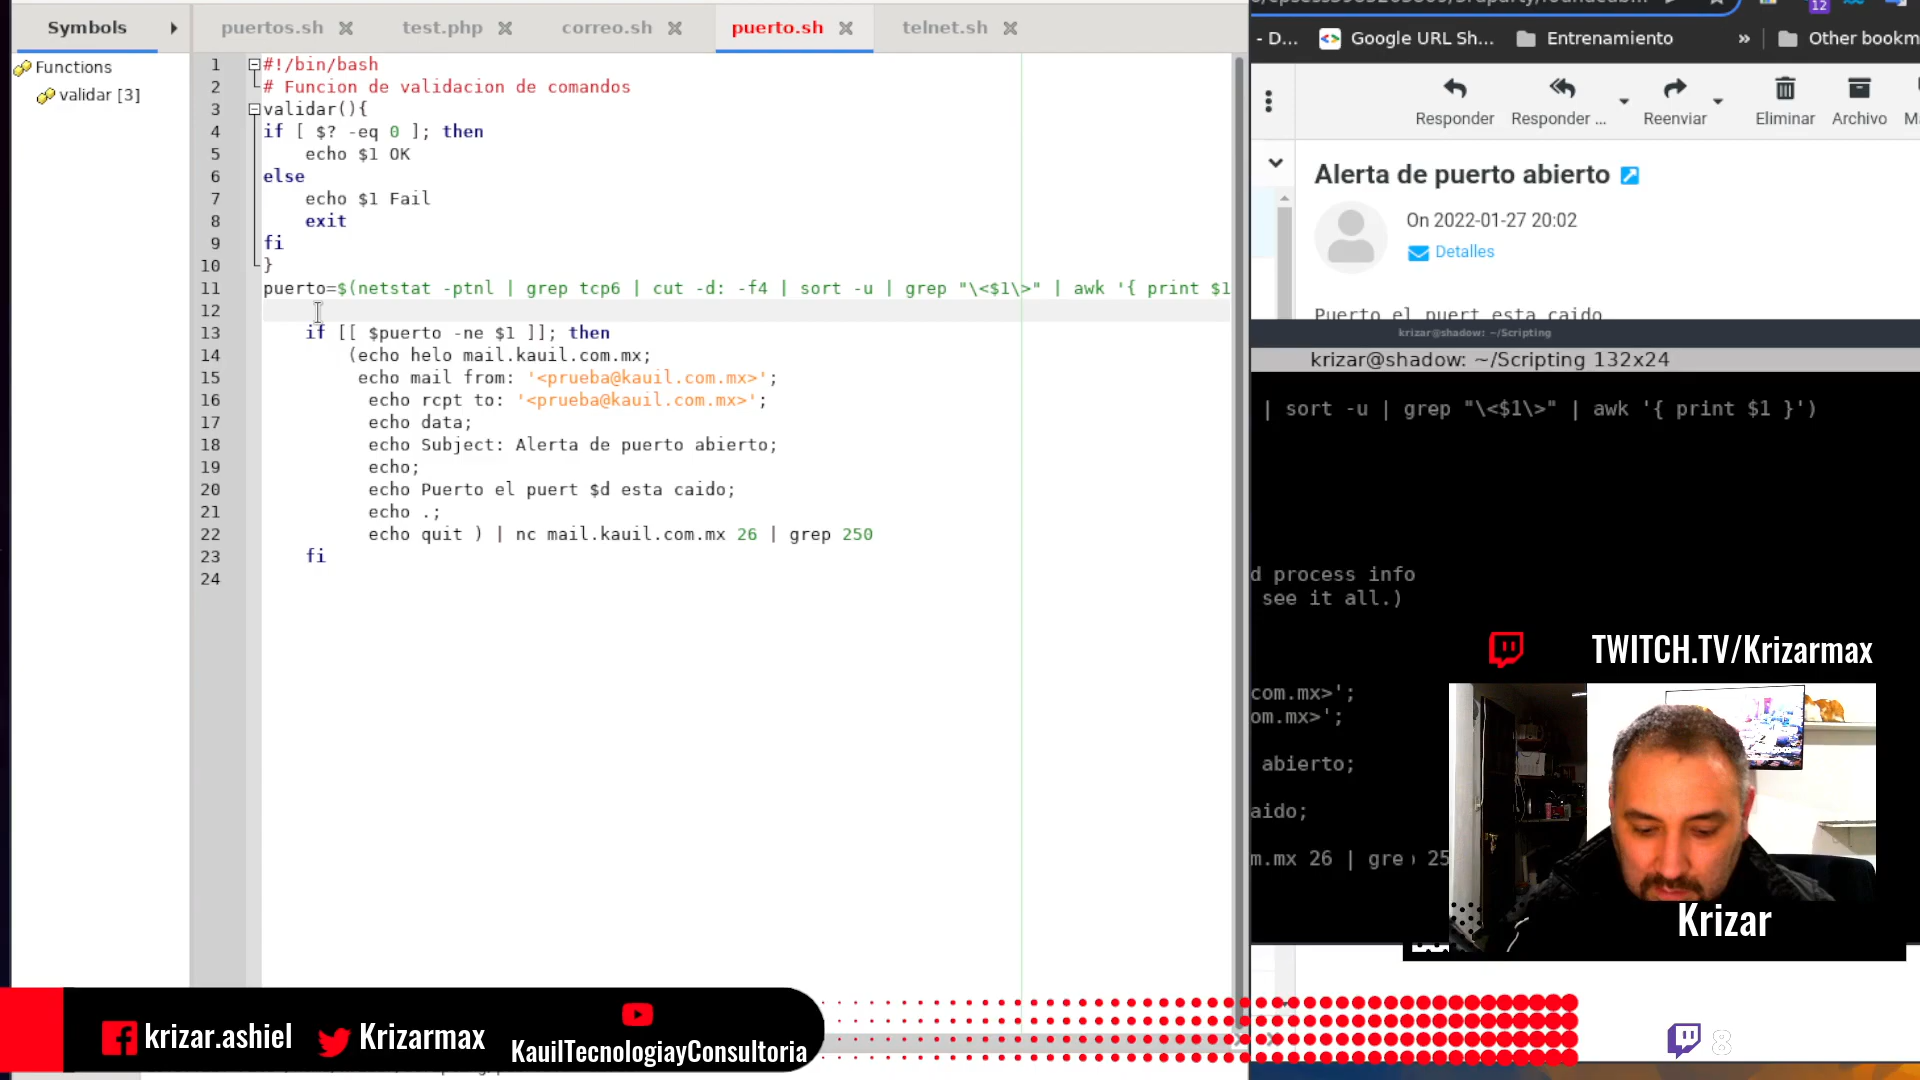 Symbols
puertos.sh
test.php
correo.sh
puerto.sh
telnet.sh
Functions
validar [3]
1 #!/bin/bash
2 # Funcion de validacion de comandos
3 validar(){
4 if [ $? -eq 0 ]; then
5 echo $1 OK
6 else
7 echo $1 Fail
8 exit
9 fi
10 }
11 puerto=$(netstat -ptnl | grep tcp6 | cut -d: -f4 | sort -u | grep "\<$1\>" | awk '{ print $1
12
13 if [[ $puerto -ne $1 ]]; then
14 (echo helo mail.kauil.com.mx;
15 echo mail from: '<prueba@kauil.com.mx>';
16 echo rcpt to: '<prueba@kauil.com.mx>';
17 echo data;
18 echo Subject: Alerta de puerto abierto;
19 echo;
20 echo Puerto el puert $d esta caido;
21 echo .;
22 echo quit ) | nc mail.kauil.com.mx 26 | grep 250
23 fi
24
12
- D...
Google URL Sh...
Entrenamiento
»
Other bookm
Responder
Responder ...
Reenviar
Eliminar
Archivo
Alerta de puerto abierto
On 2022-01-27 20:02
Detalles
Puerto el puert esta caido
krizar@shadow: ~/Scripting
krizar@shadow: ~/Scripting 132x24
| sort -u | grep "\<$1\>" | awk '{ print $1 }')
d process info
see it all.)
com.mx>';
om.mx>';
abierto;
aido;
m.mx 26 | gre 25
TWITCH.TV/Krizarmax
Krizar
krizar.ashiel
Krizarmax
KauilTecnologiayConsultoria
8